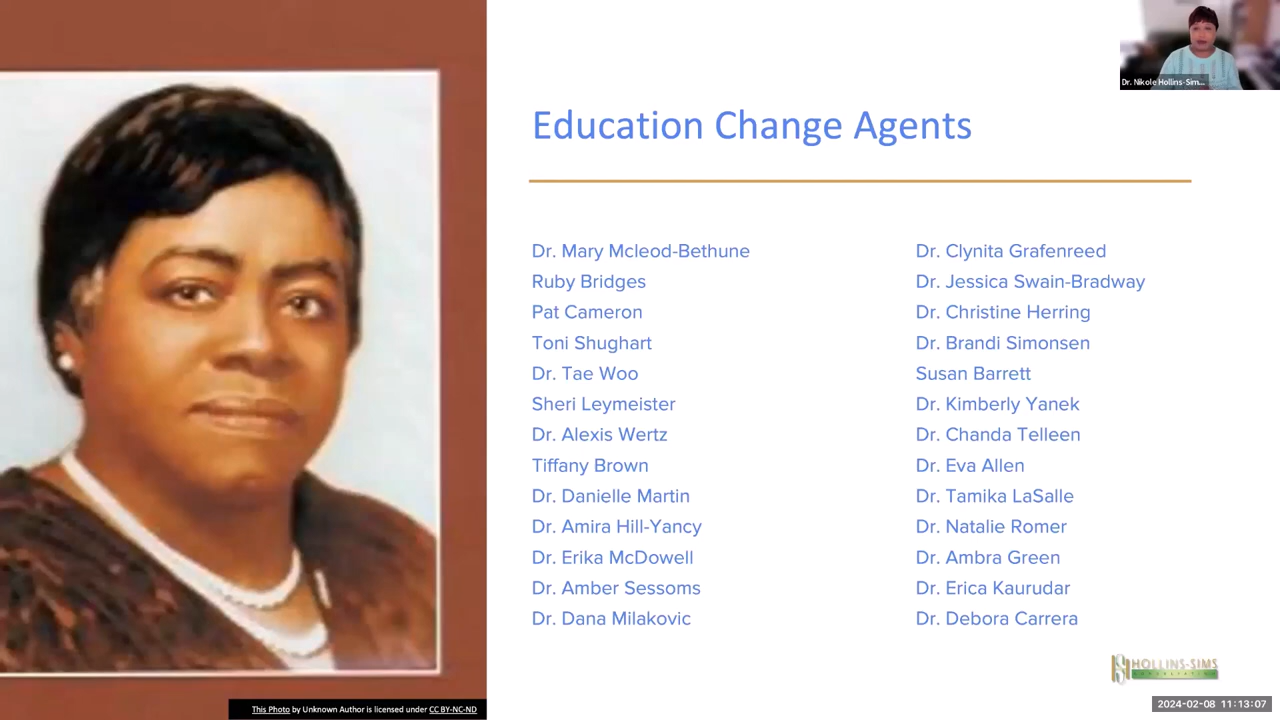 Dr. Nikole Hollins-Sim...
Education Change Agents
Dr. Mary Mcleod-Bethune
Ruby Bridges
Pat Cameron
Toni Shughart
Dr. Tae Woo
Sheri Leymeister
Dr. Alexis Wertz
Tiffany Brown
Dr. Danielle Martin
Dr. Amira Hill-Yancy
Dr. Erika McDowell
Dr. Amber Sessoms
Dr. Dana Milakovic
Dr. Clynita Grafenreed
Dr. Jessica Swain-Bradway
Dr. Christine Herring
Dr. Brandi Simonsen
Susan Barrett
Dr. Kimberly Yanek
Dr. Chanda Telleen
Dr. Eva Allen
Dr. Tamika LaSalle
Dr. Natalie Romer
Dr. Ambra Green
Dr. Erica Kaurudar
Dr. Debora Carrera
HOLLINS-SIMS
This Photo by Unknown Author is licensed under CC BY-NC-ND
2024-02-08 11:13:07